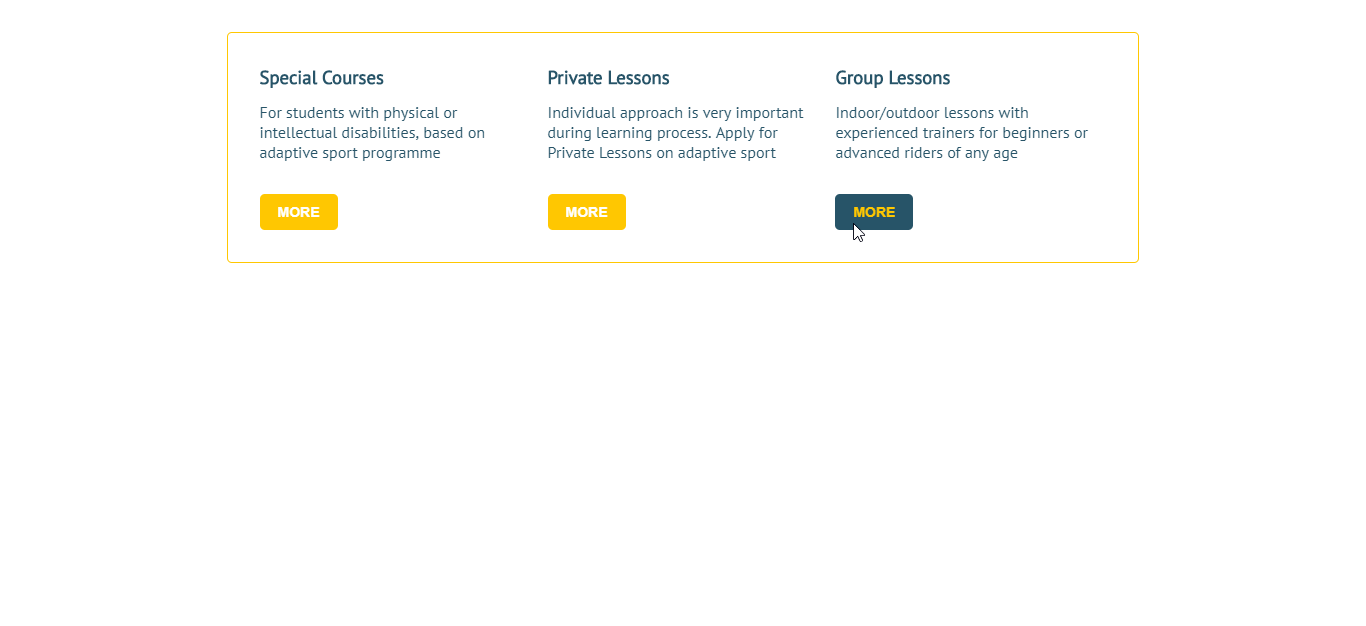 Special Courses
For students with physical or
intellectual disabilities, based on
adaptive sport programme
MORE
Private Lessons
Individual approach is very important
during learning process. Apply for
Private Lessons on adaptive sport
MORE
Group Lessons
Indoor/outdoor lessons with
experienced trainers for beginners or
advanced riders of any age
MORE